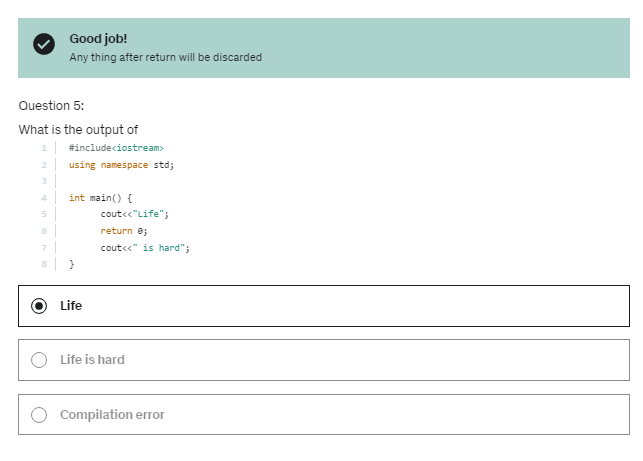 Good job!
Any thing after return will be discarded
Question 5:
What is the output of
1 #include<iostream>
2 using namespace std;
3
4 int main() {
5 cout<<"Life";
6 return 0;
7 cout<<" is hard";
8 }
Life
Life is hard
Compilation error